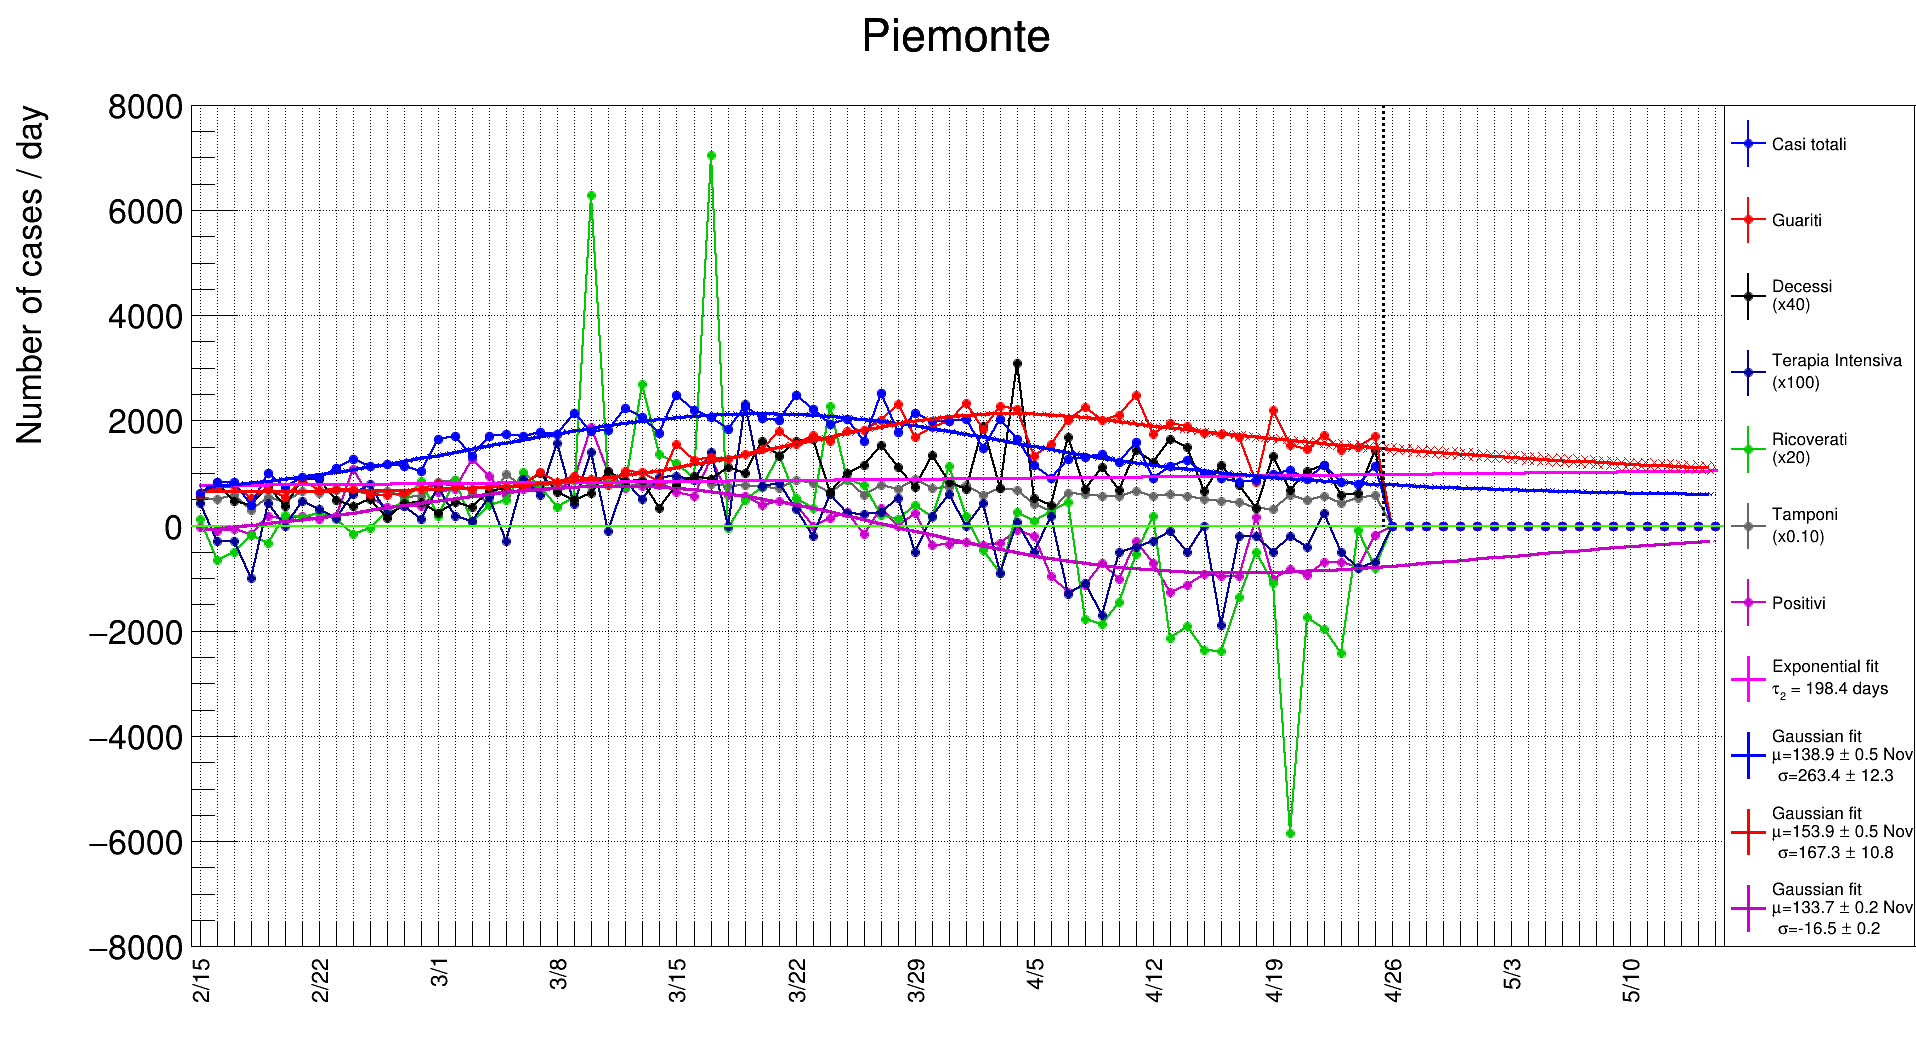 Piemonte
Number of cases / day
8000
6000
4000
2000
0
−2000
−4000
−6000
−8000
2/15
2/22
3/1
3/8
3/15
3/22
3/29
4/5
4/12
4/19
4/26
5/3
5/10
Casi totali
Guariti
Decessi
(x40)
Terapia Intensiva
(x100)
Ricoverati
(x20)
Tamponi
(x0.10)
Positivi
Exponential fit
τ2 = 198.4 days
Gaussian fit
μ=138.9 ± 0.5 Nov
σ=263.4 ± 12.3
Gaussian fit
μ=153.9 ± 0.5 Nov
σ=167.3 ± 10.8
Gaussian fit
μ=133.7 ± 0.2 Nov
σ=-16.5 ± 0.2